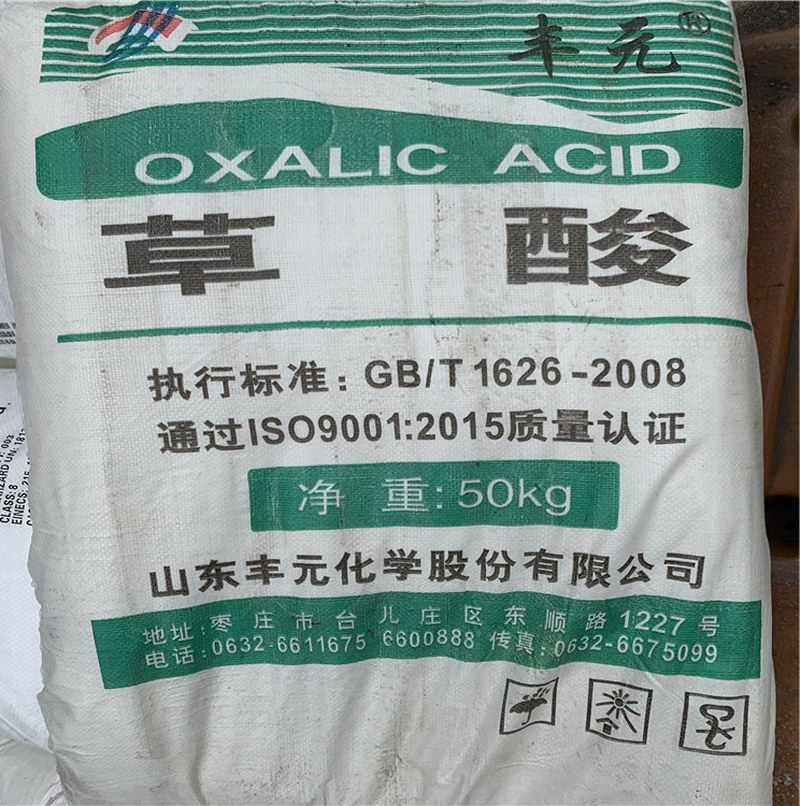 丰元®
OXALIC ACID
草酸
执行标准：GB/T 1626-2008
通过ISO9001:2015质量认证
净重：50kg
山东丰元化学股份有限公司
地址：枣庄市台儿庄区东顺路1227号
电话：0632-6611675 6600888 传真：0632-6675099
CLASS: 8